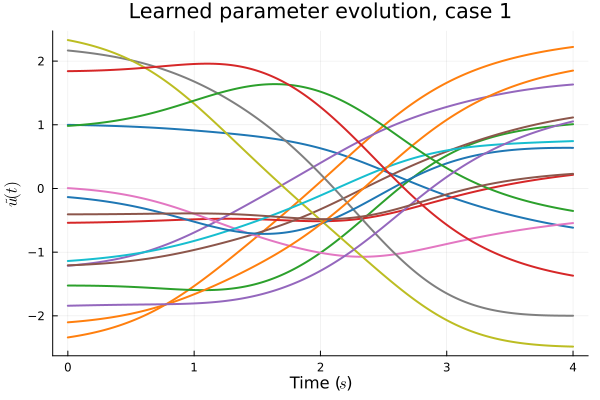 Learned parameter evolution, case 1
ũ(t)
2
1
0
−1
−2
0 1 2 3 4
Time (s)